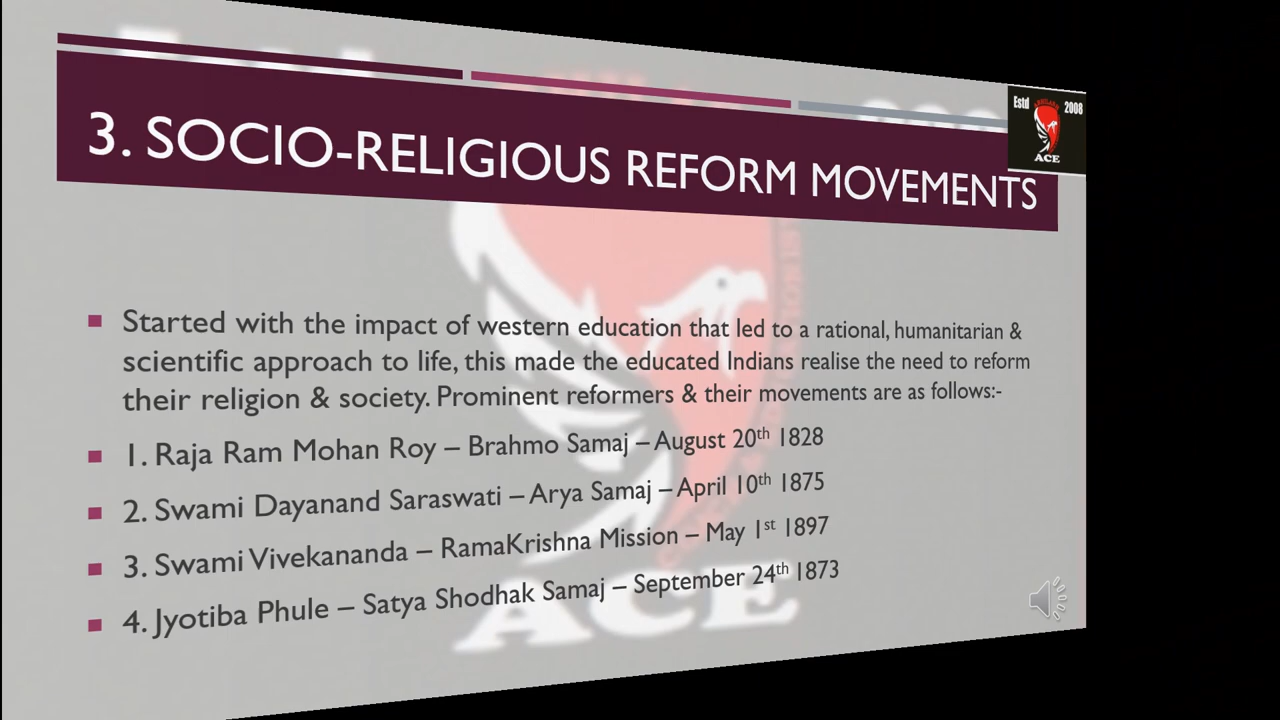 3. SOCIO-RELIGIOUS REFORM MOVEMENTS
Estd 2008
ACE
Started with the impact of western education that led to a rational, humanitarian &
scientific approach to life, this made the educated Indians realise the need to reform
their religion & society. Prominent reformers & their movements are as follows:-
1. Raja Ram Mohan Roy – Brahmo Samaj – August 20th 1828
2. Swami Dayanand Saraswati – Arya Samaj – April 10th 1875
3. Swami Vivekananda – RamaKrishna Mission – May 1st 1897
4. Jyotiba Phule – Satya Shodhak Samaj – September 24th 1873
ACE